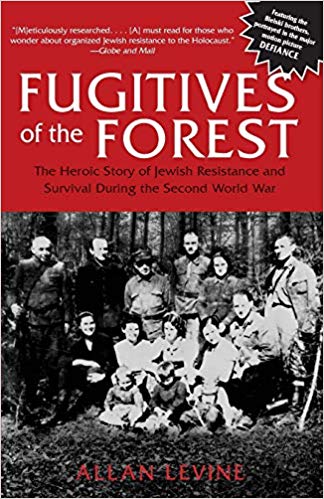 "[M]eticulously researched. . . . [A] must read for those who
wonder about organized Jewish resistance to the Holocaust."
—Globe and Mail
Featuring the
Bielski brothers,
portrayed in the major
motion picture
DEFIANCE
FUGITIVES
of the FOREST
The Heroic Story of Jewish Resistance and
Survival During the Second World War
ALLAN LEVINE